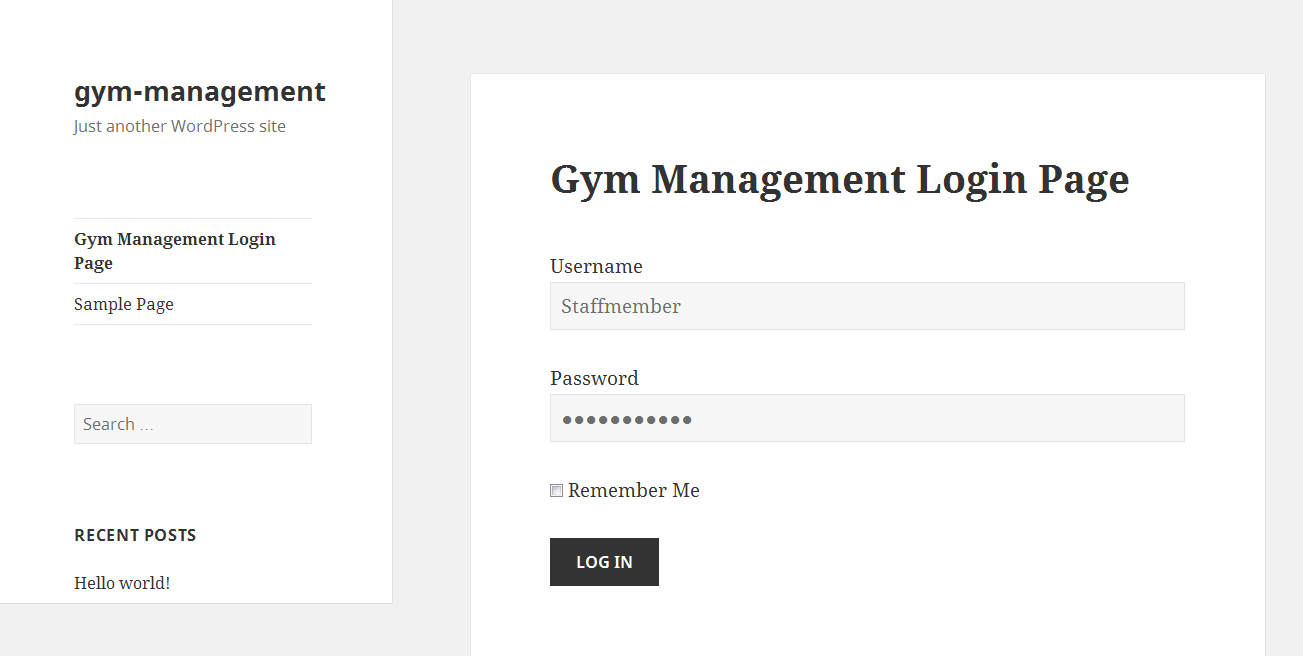 gym-management
Just another WordPress site
Gym Management Login
Page
Sample Page
Search …
RECENT POSTS
Hello world!
Gym Management Login Page
Username
Staffmember
Password
●●●●●●●●●●●
Remember Me
LOG IN